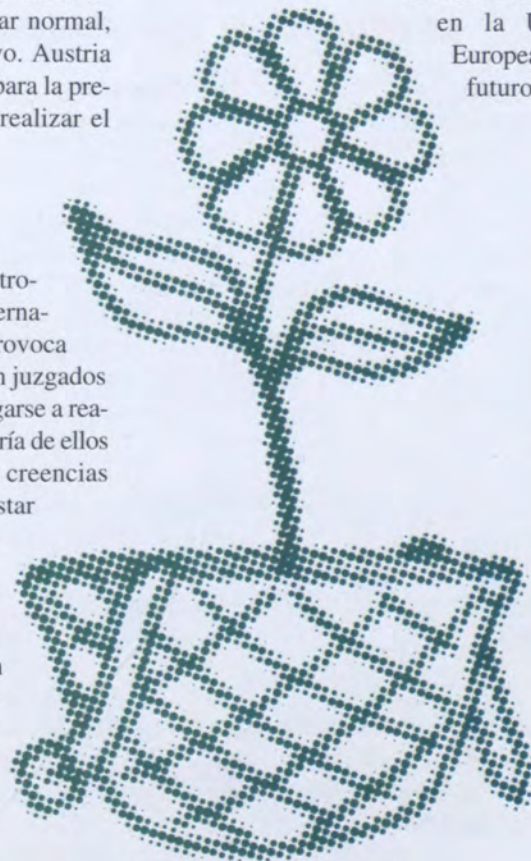 ar normal,
vo. Austria
para la pre-
realizar el
tro-
erna-
rovoca
n juzgados
garse a rea-
ría de ellos
creencias
star
en la U
Europea
futuro